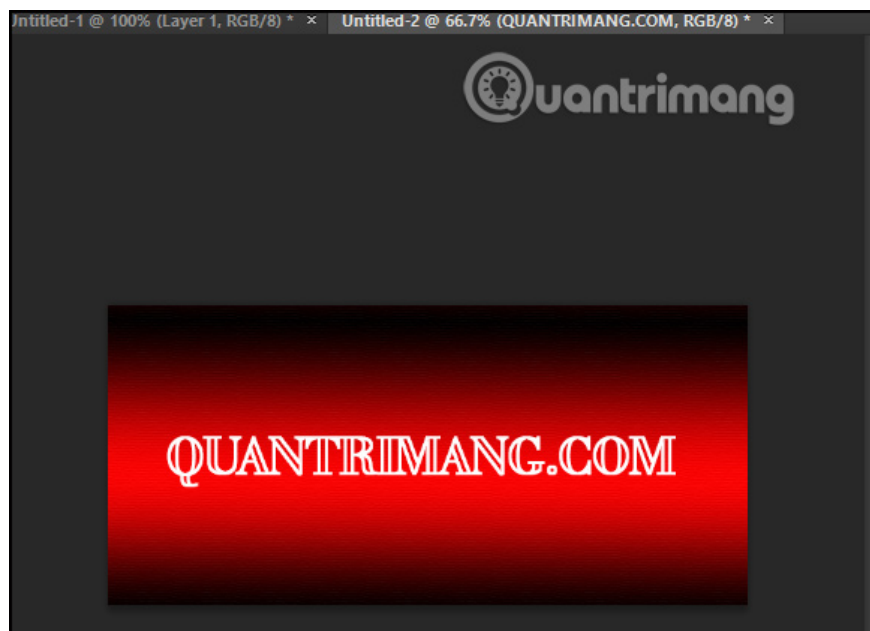 Untitled-1 @ 100% (Layer 1, RGB/8) * × Untitled-2 @ 66.7% (QUANTRIMANG.COM, RGB/8) * ×
Quantrimang
QUANTRIMANG.COM